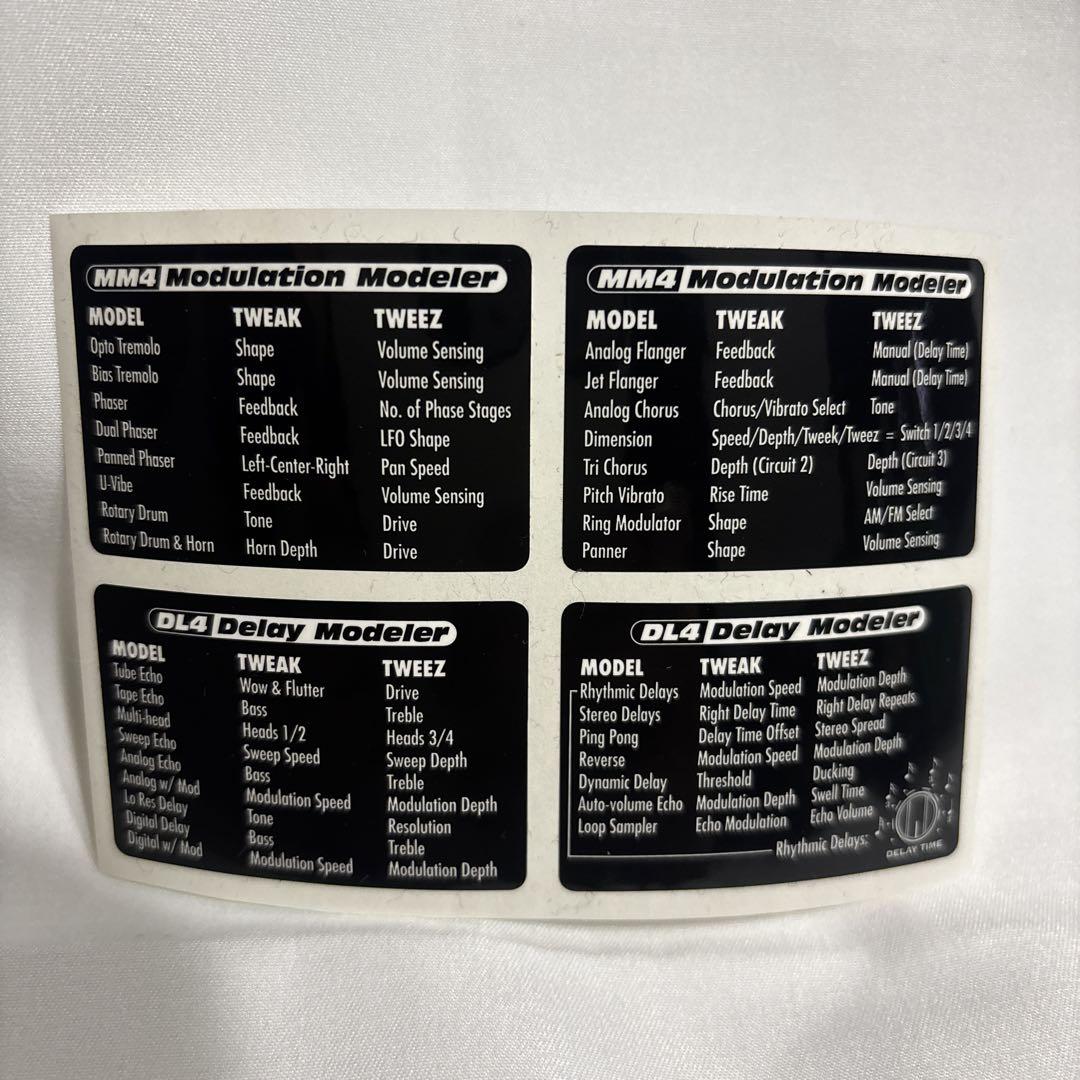 MM4 Modulation Modeler
MODEL TWEAK TWEEZ
Opto Tremolo Shape Volume Sensing
Bias Tremolo Shape Volume Sensing
Phaser Feedback No. of Phase Stages
Dual Phaser Feedback LFO Shape
Panned Phaser Left-Center-Right Pan Speed
U-Vibe Feedback Volume Sensing
Rotary Drum Tone Drive
Rotary Drum & Horn Horn Depth Drive
MM4 Modulation Modeler
MODEL TWEAK TWEEZ
Analog Flanger Feedback Manual (Delay Time)
Jet Flanger Feedback Manual (Delay Time)
Analog Chorus Chorus/Vibrato Select Tone
Dimension Speed/Depth/Tweek/Tweez = Switch 1/2/3/4
Tri Chorus Depth (Circuit 2) Depth (Circuit 3)
Pitch Vibrato Rise Time Volume Sensing
Ring Modulator Shape AM/FM Select
Panner Shape Volume Sensing
DL4 Delay Modeler
MODEL TWEAK TWEEZ
Tube Echo Wow & Flutter Drive
Tape Echo Bass Treble
Multi-head Heads 1/2 Heads 3/4
Sweep Echo Sweep Speed Sweep Depth
Analog Echo Bass Treble
Analog w/ Mod Modulation Speed Modulation Depth
Lo Res Delay Tone Resolution
Digital Delay Bass Treble
Digital w/ Mod Modulation Speed Modulation Depth
DL4 Delay Modeler
MODEL TWEAK TWEEZ
Rhythmic Delays Modulation Speed Modulation Depth
Stereo Delays Right Delay Time Right Delay Repeats
Ping Pong Delay Time Offset Stereo Spread
Reverse Modulation Speed Modulation Depth
Dynamic Delay Threshold Ducking
Auto-volume Echo Modulation Depth Swell Time
Loop Sampler Echo Modulation Echo Volume
Rhythmic Delays:
DELAY TIME